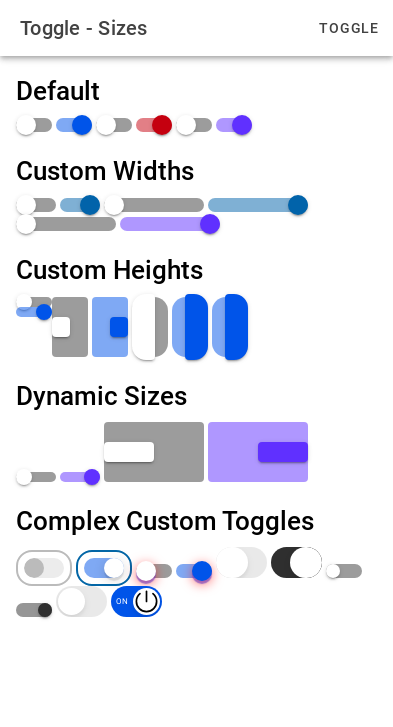 Toggle - Sizes
TOGGLE
Default
Custom Widths
Custom Heights
Dynamic Sizes
Complex Custom Toggles
ON